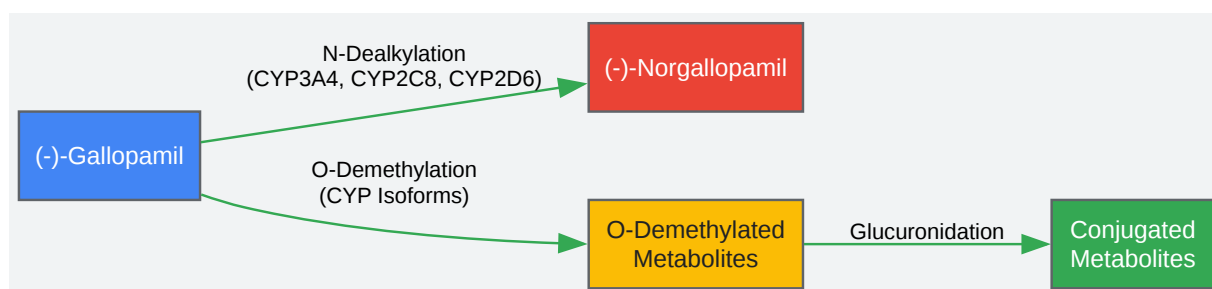 N-Dealkylation
(CYP3A4, CYP2C8, CYP2D6)
(-)-Norgallopamil
(-)-Gallopamil
O-Demethylation
(CYP Isoforms)
O-Demethylated
Metabolites
Glucuronidation
Conjugated
Metabolites